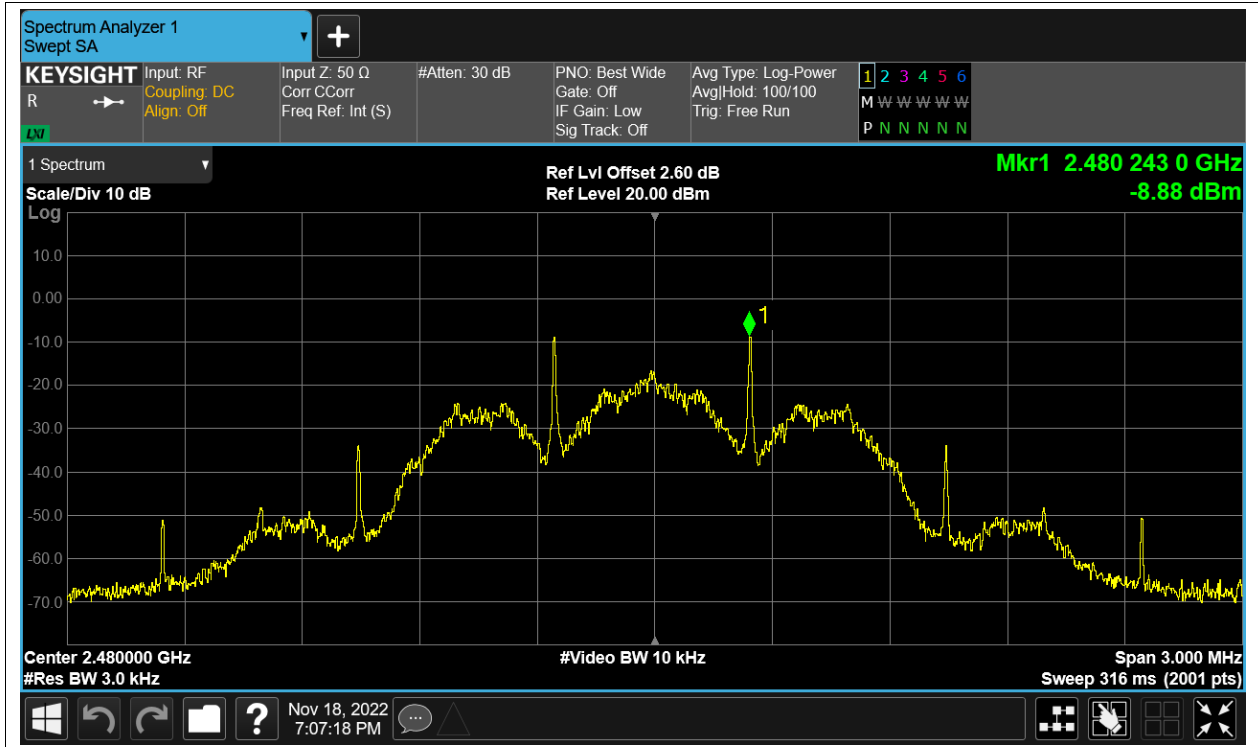 Spectrum Analyzer 1
Swept SA
+
KEYSIGHT
R
LXI
Input: RF
Coupling: DC
Align: Off
Input Z: 50 Ω
Corr CCorr
Freq Ref: Int (S)
#Atten: 30 dB
PNO: Best Wide
Gate: Off
IF Gain: Low
Sig Track: Off
Avg Type: Log-Power
Avg|Hold: 100/100
Trig: Free Run
1 2 3 4 5 6
M W W W W W
P N N N N N
1 Spectrum
Scale/Div 10 dB
Log
Ref Lvl Offset 2.60 dB
Ref Level 20.00 dBm
Mkr1 2.480 243 0 GHz
-8.88 dBm
1
10.0
0.00
-10.0
-20.0
-30.0
-40.0
-50.0
-60.0
-70.0
Center 2.480000 GHz
#Res BW 3.0 kHz
#Video BW 10 kHz
Span 3.000 MHz
Sweep 316 ms (2001 pts)
?
Nov 18, 2022
7:07:18 PM